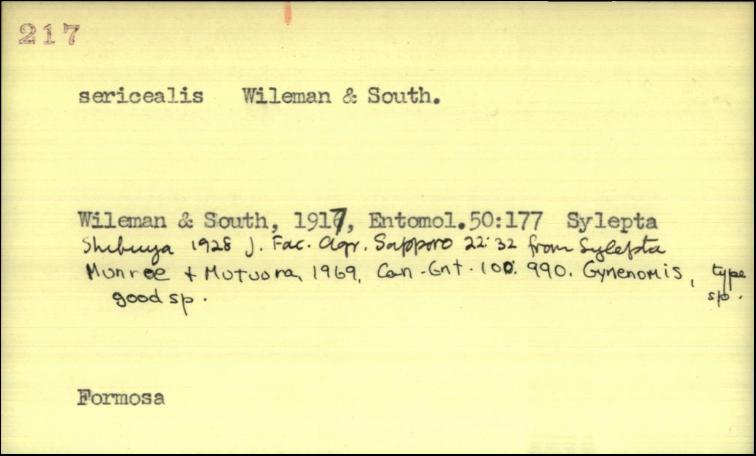 217
sericealis Wileman & South.
Wileman & South, 1917, Entomol.50:177 Sylepta
Shibuya 1928 J. Fac. Agr. Sapporo 22:32 from Sylepta
Munroe & Mutuura, 1969, Can. Ent. 100. 990. Gymenomis, type sp.
good sp.
Formosa